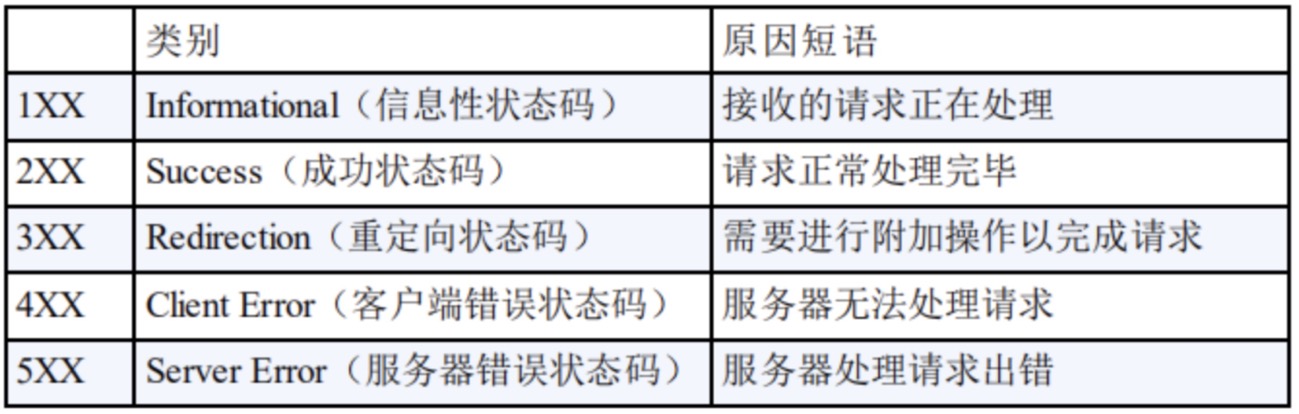 类别 原因短语
1XX Informational（信息性状态码） 接收的请求正在处理
2XX Success（成功状态码） 请求正常处理完毕
3XX Redirection（重定向状态码） 需要进行附加操作以完成请求
4XX Client Error（客户端错误状态码） 服务器无法处理请求
5XX Server Error（服务器错误状态码） 服务器处理请求出错